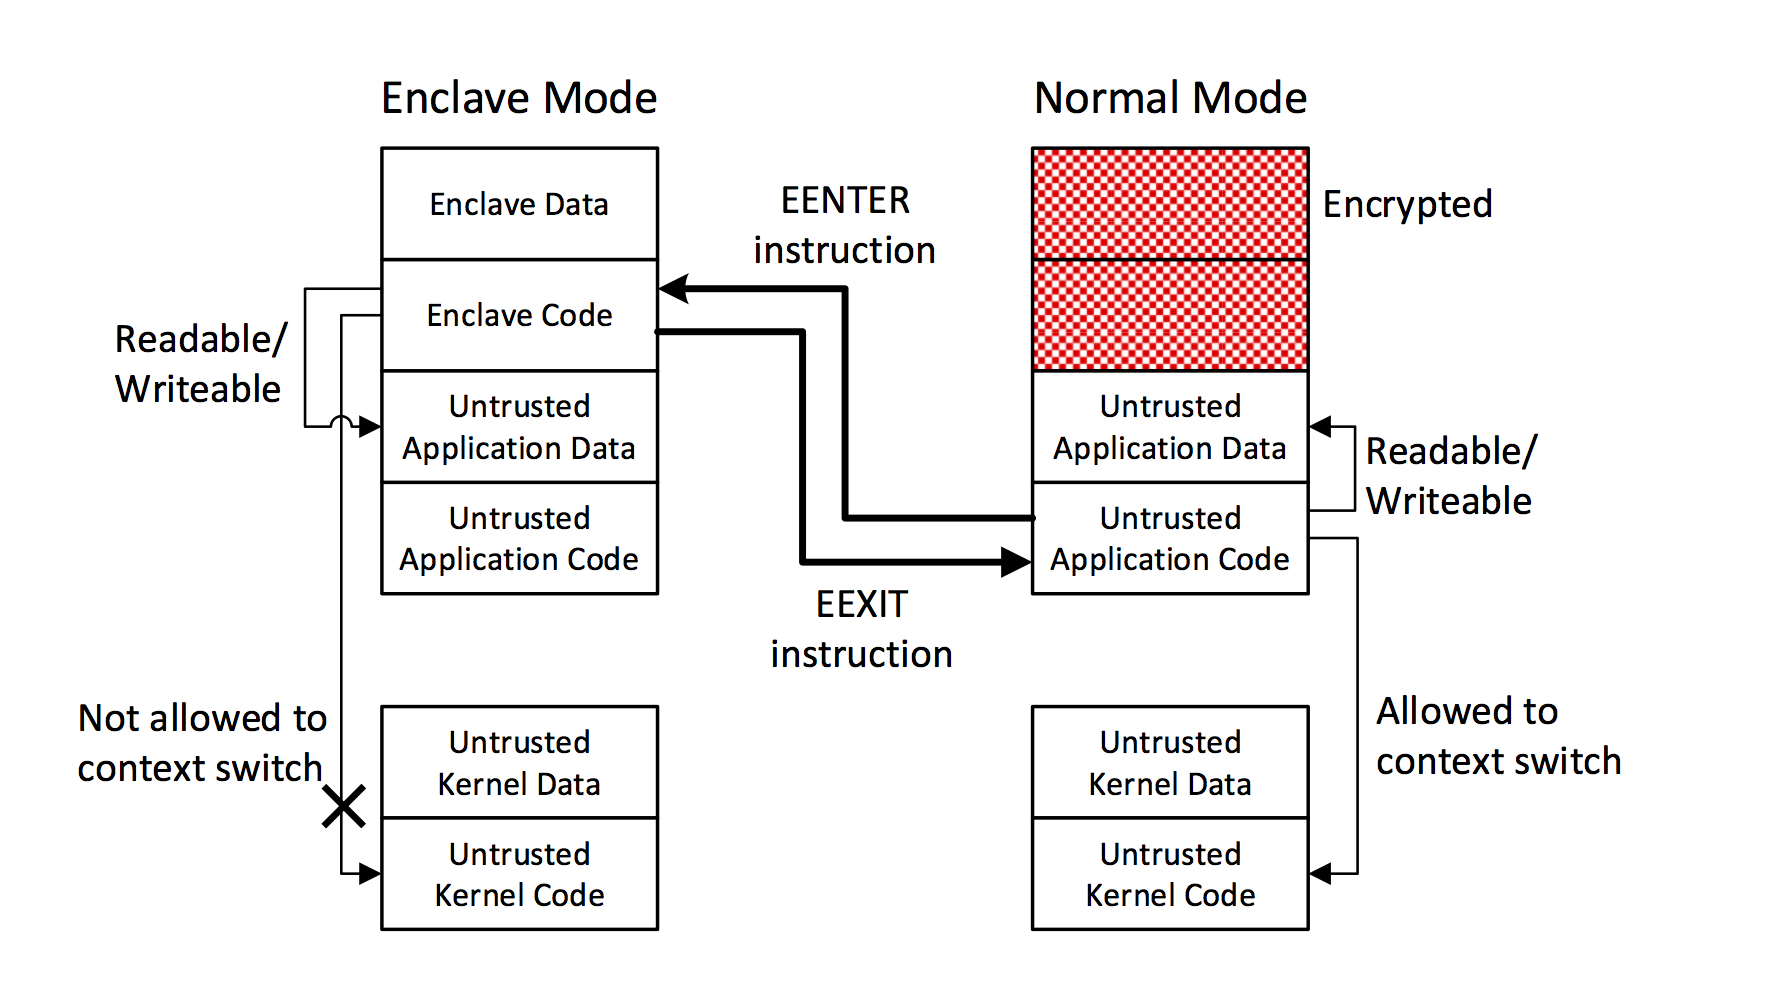 Enclave Mode
Normal Mode
Enclave Data
EENTER
instruction
Encrypted
Enclave Code
Readable/
Writeable
Untrusted
Application Data
Untrusted
Application Data
Readable/
Writeable
Untrusted
Application Code
Untrusted
Application Code
EEXIT
instruction
Not allowed to
context switch
Untrusted
Kernel Data
Untrusted
Kernel Data
Allowed to
context switch
Untrusted
Kernel Code
Untrusted
Kernel Code